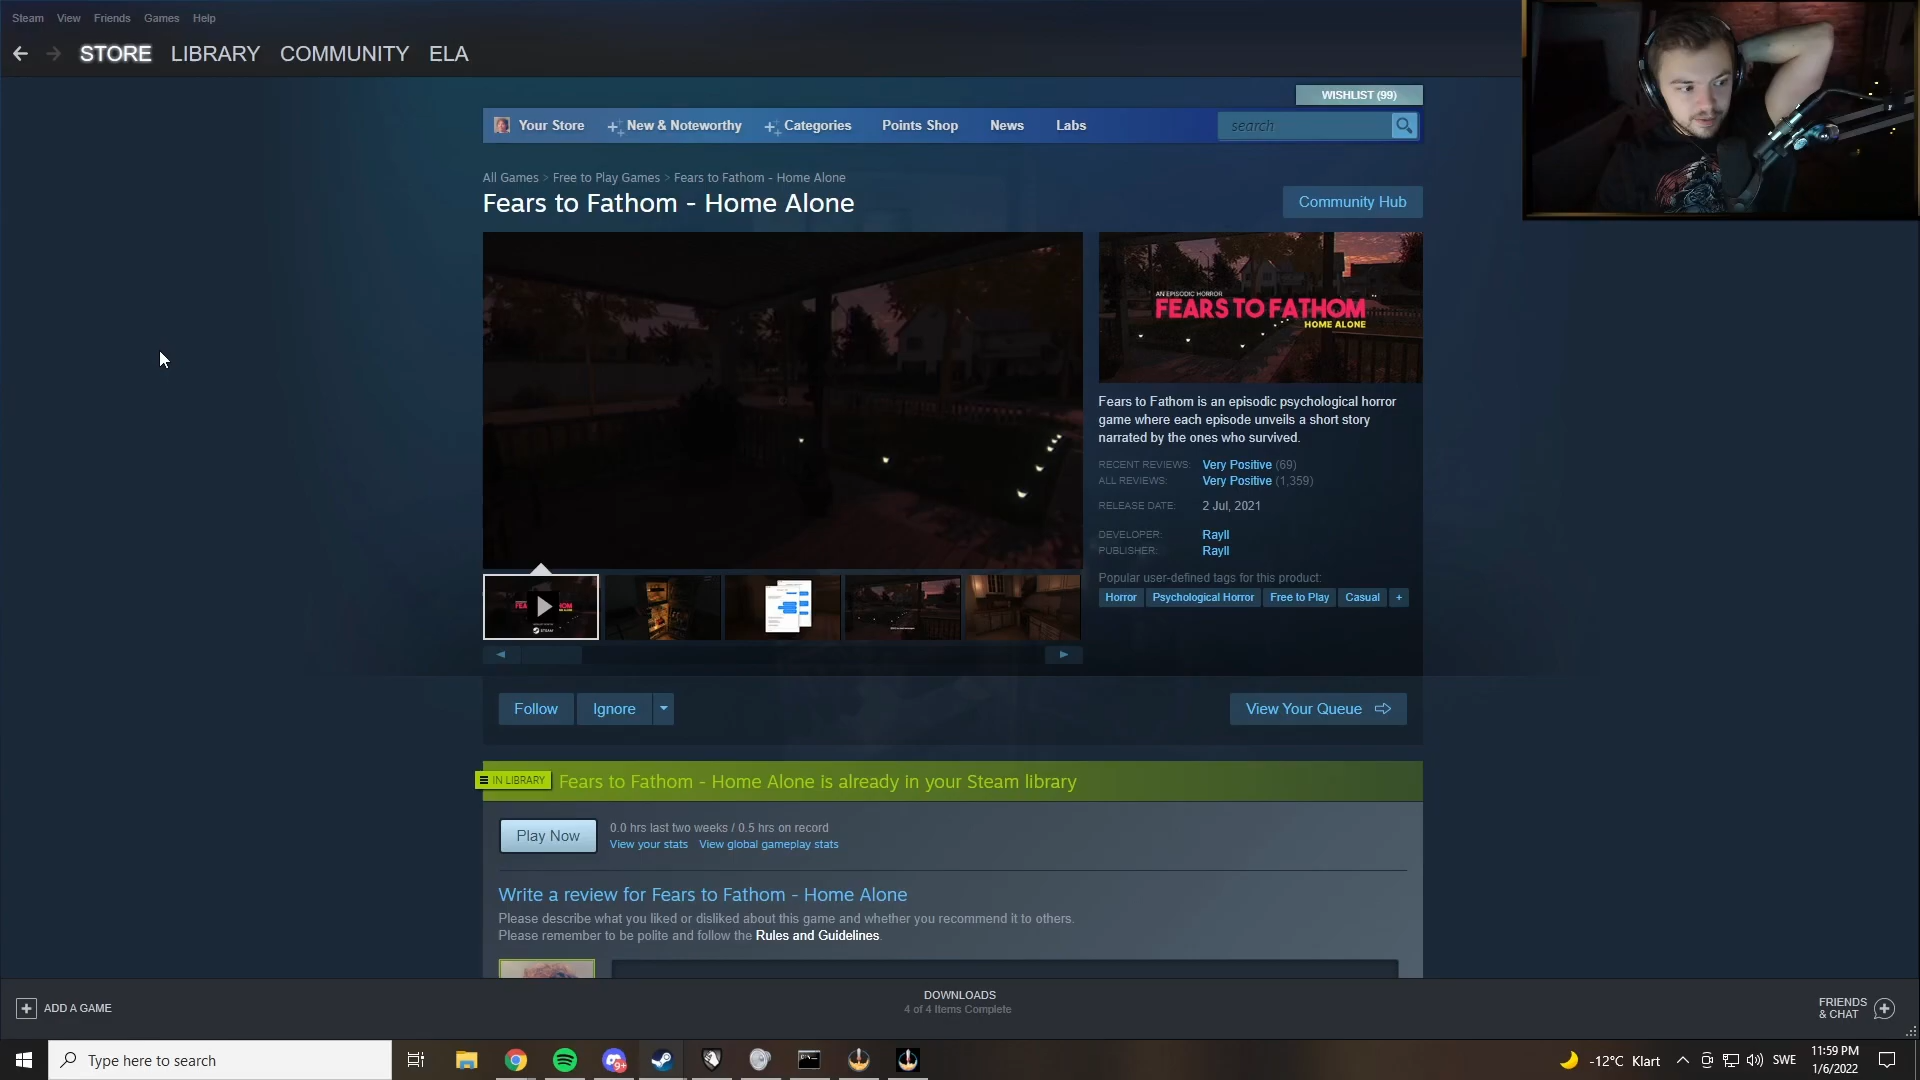 Steam View Friends Games Help
STORE LIBRARY COMMUNITY ELA
WISHLIST (99)
Your Store New & Noteworthy Categories Points Shop News Labs search
All Games > Free to Play Games > Fears to Fathom - Home Alone
Fears to Fathom - Home Alone
Community Hub
AN EPISODIC HORROR
FEARS TO FATHOM
HOME ALONE
Fears to Fathom is an episodic psychological horror
game where each episode unveils a short story
narrated by the ones who survived.
RECENT REVIEWS: Very Positive (69)
ALL REVIEWS: Very Positive (1,359)
RELEASE DATE: 2 Jul, 2021
DEVELOPER: Rayll
PUBLISHER: Rayll
Popular user-defined tags for this product:
Horror Psychological Horror Free to Play Casual +
Follow Ignore View Your Queue
IN LIBRARY Fears to Fathom - Home Alone is already in your Steam library
Play Now
0.0 hrs last two weeks / 0.5 hrs on record
View your stats View global gameplay stats
Write a review for Fears to Fathom - Home Alone
Please describe what you liked or disliked about this game and whether you recommend it to others.
Please remember to be polite and follow the Rules and Guidelines
ADD A GAME
DOWNLOADS
4 of 4 Items Complete
FRIENDS
& CHAT
Type here to search
9+
-12°C Klart
SWE
11:59 PM
1/6/2022